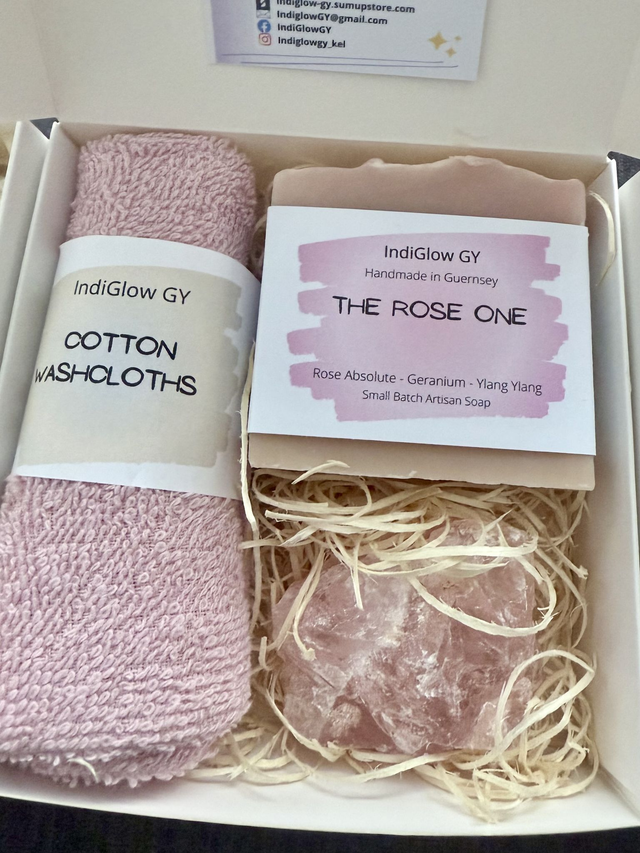 indiglow-gy.sumupstore.com
IndiglowGY@gmail.com
IndiGlowGY
Indiglowgy_kel
IndiGlow GY
COTTON
WASHCLOTHS
IndiGlow GY
Handmade in Guernsey
THE ROSE ONE
Rose Absolute - Geranium - Ylang Ylang
Small Batch Artisan Soap